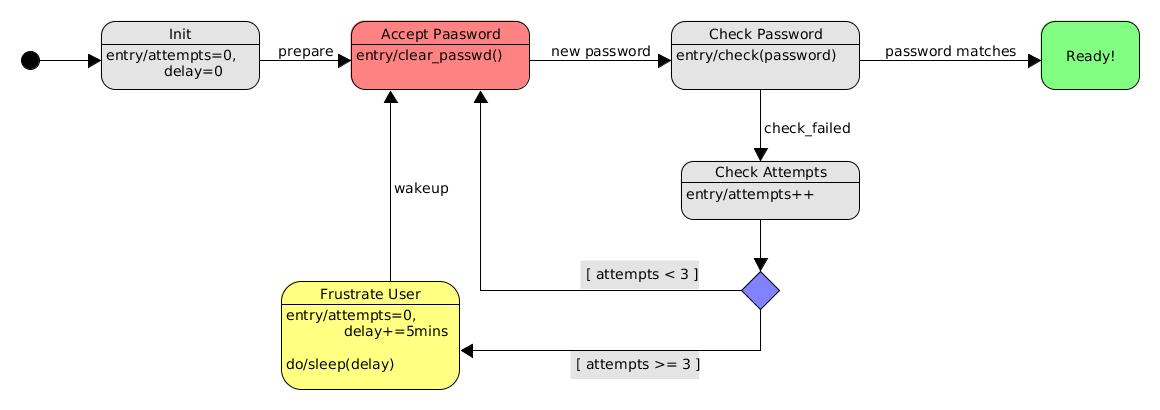 Init
entry/attempts=0,
delay=0
prepare
Accept Paasword
entry/clear_passwd()
new password
Check Password
entry/check(password)
password matches
Ready!
check_failed
Check Attempts
entry/attempts++
wakeup
[ attempts < 3 ]
Frustrate User
entry/attempts=0,
delay+=5mins
do/sleep(delay)
[ attempts >= 3 ]